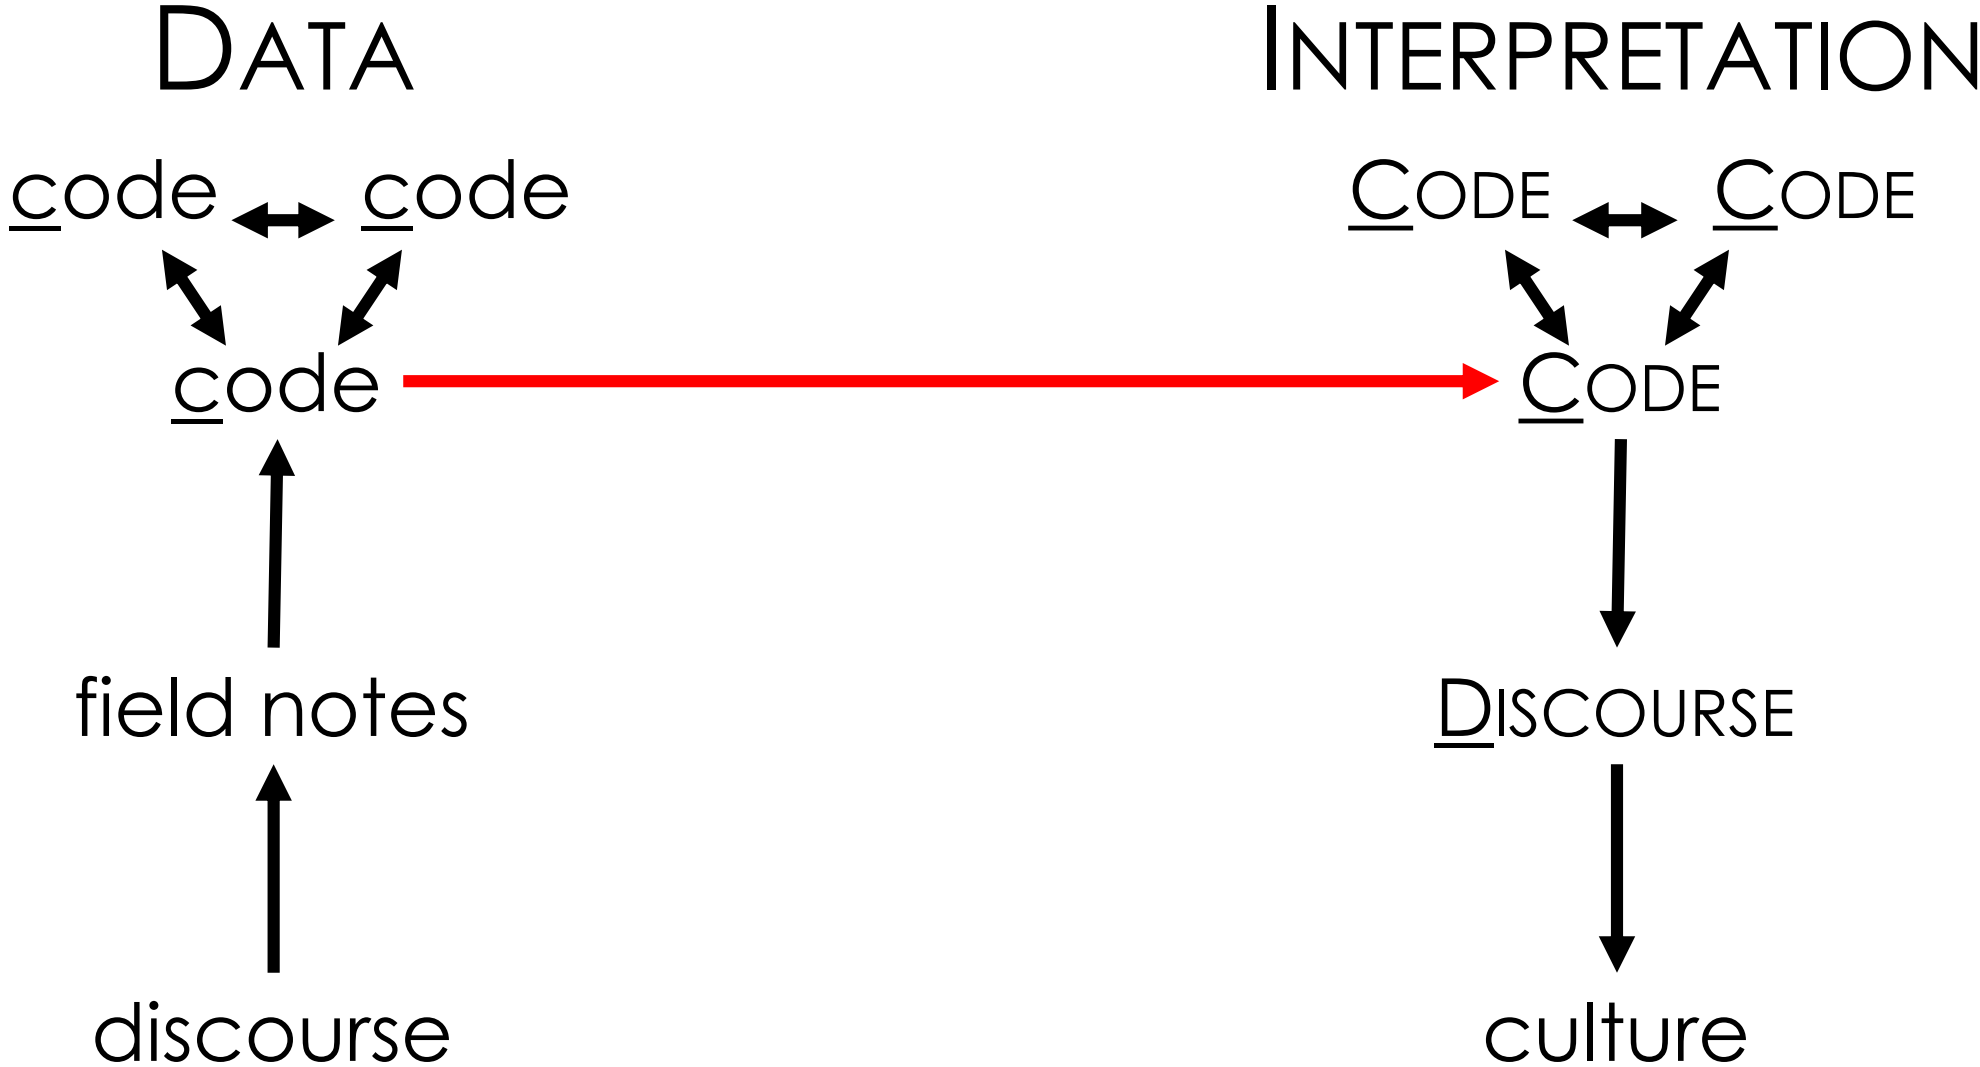 DATA
INTERPRETATION
code code
CODE CODE
code
CODE
field notes
DISCOURSE
discourse
culture